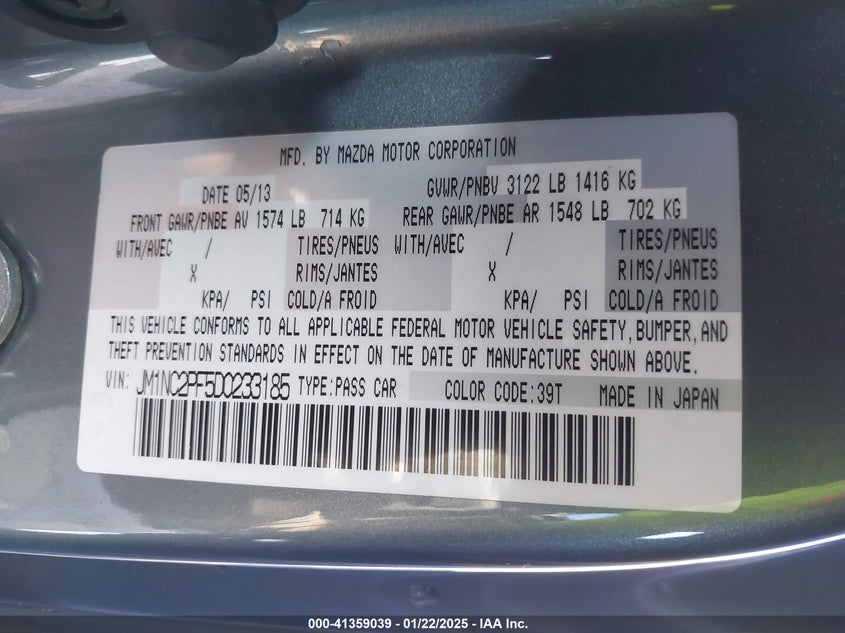 MFD. BY MAZDA MOTOR CORPORATION
DATE 05/13 GVWR/PNBV 3122 LB 1416 KG
FRONT GAWR/PNBE AV 1574 LB 714 KG REAR GAWR/PNBE AR 1548 LB 702 KG
WITH/AVEC / TIRES/PNEUS WITH/AVEC / TIRES/PNEUS
X RIMS/JANTES X RIMS/JANTES
KPA/ PSI COLD/A FROID KPA/ PSI COLD/A FROID
THIS VEHICLE CONFORMS TO ALL APPLICABLE FEDERAL MOTOR VEHICLE SAFETY, BUMPER, AND
THEFT PREVENTION STANDARDS IN EFFECT ON THE DATE OF MANUFACTURE SHOWN ABOVE.
VIN: JM1NC2PF5D0233185 TYPE:PASS CAR COLOR CODE:39T MADE IN JAPAN
000-41359039 - 01/22/2025 - IAA Inc.